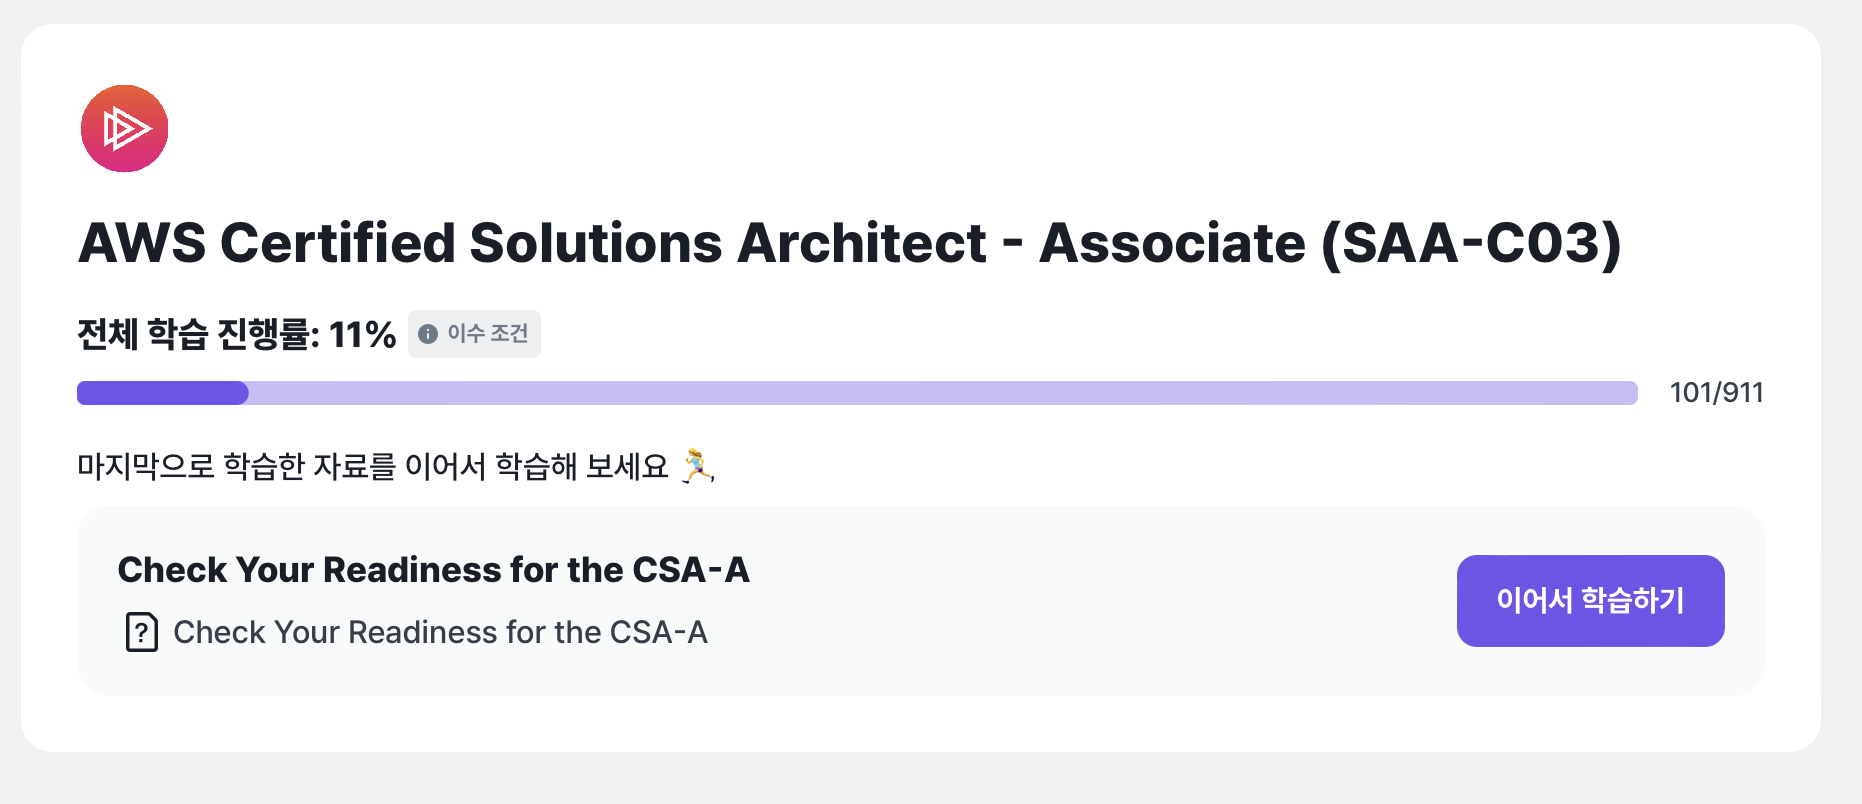 AWS Certified Solutions Architect - Associate (SAA-C03)
전체 학습 진행률: 11% 이수 조건
101/911
마지막으로 학습한 자료를 이어서 학습해 보세요 🏃‍♀️
Check Your Readiness for the CSA-A
Check Your Readiness for the CSA-A
이어서 학습하기